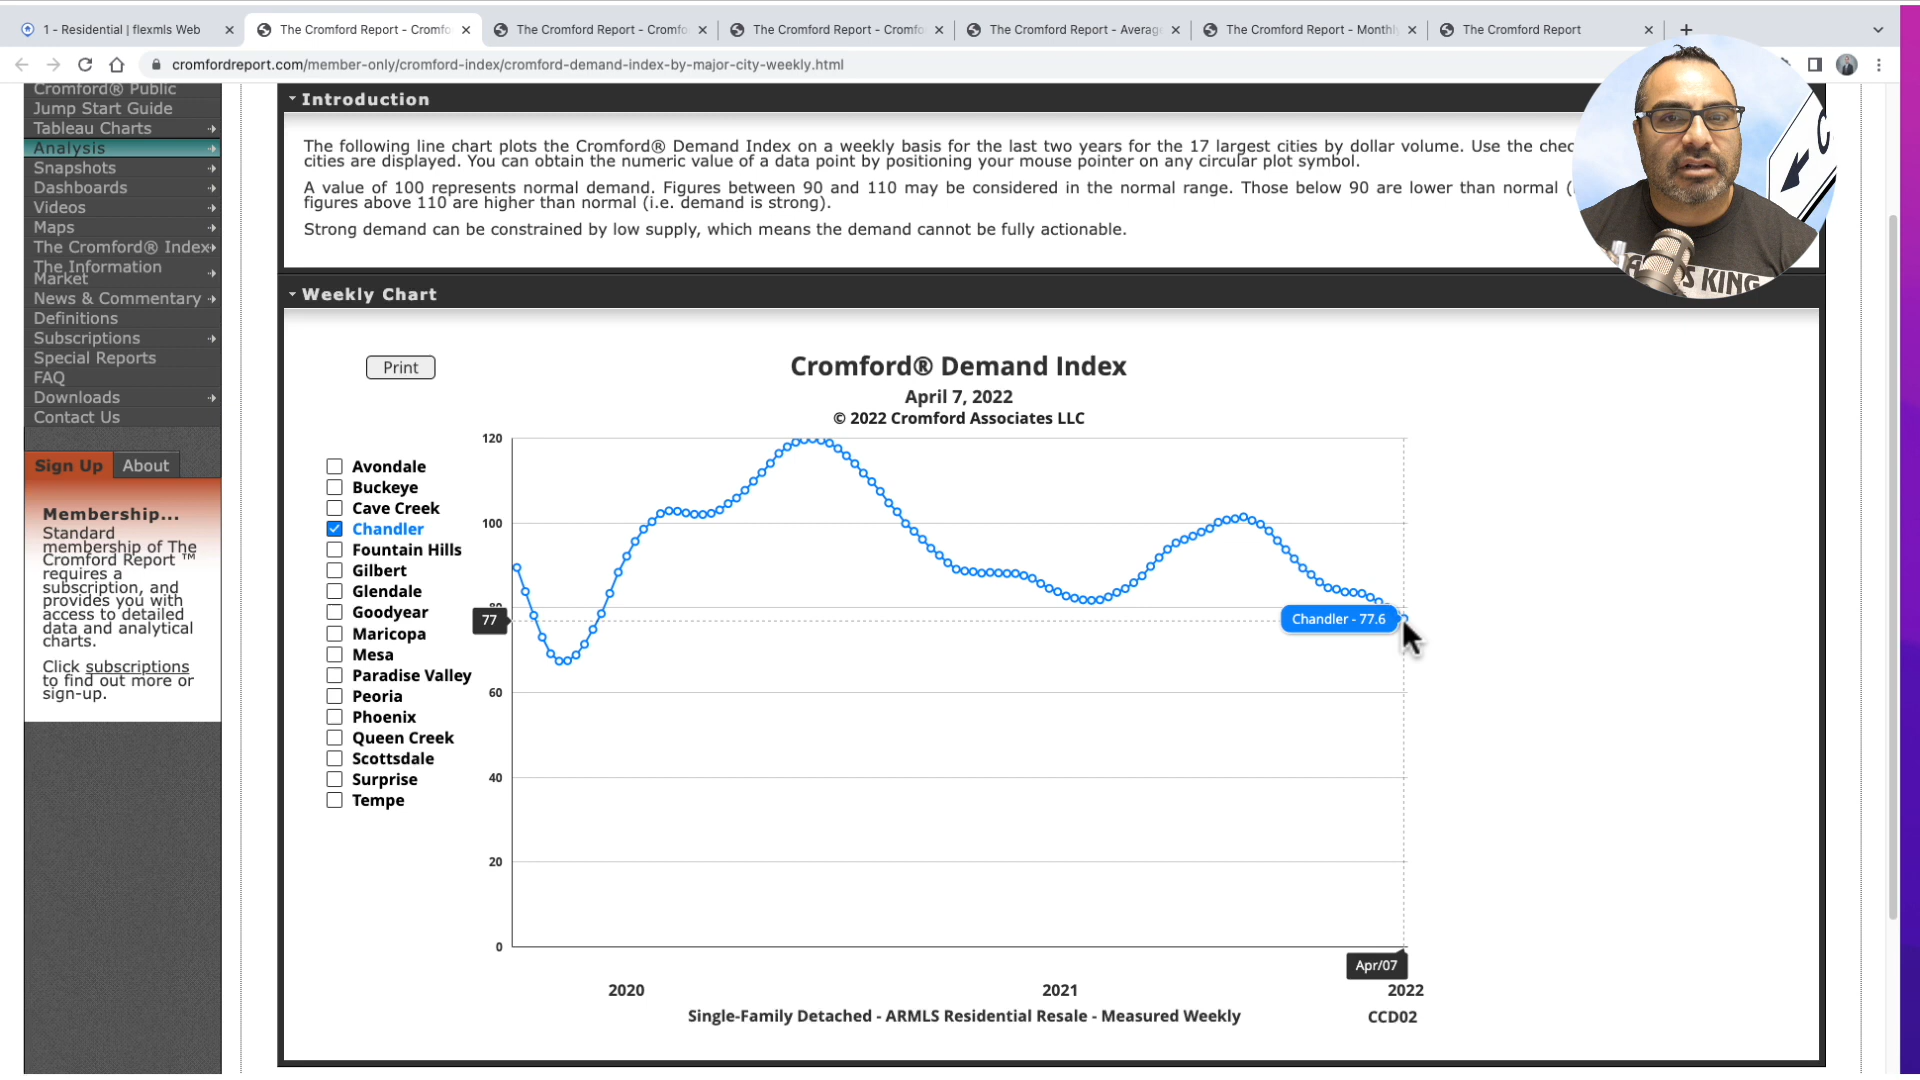 1 - Residential | flexmls Web
The Cromford Report - Cromfo
The Cromford Report - Cromfo
The Cromford Report - Cromfo
The Cromford Report - Average
The Cromford Report - Monthly
The Cromford Report
cromfordreport.com/member-only/cromford-index/cromford-demand-index-by-major-city-weekly.html
Cromford® Public
Jump Start Guide
Tableau Charts
Analysis
Snapshots
Dashboards
Videos
Maps
The Cromford® Index
The Information
Market
News & Commentary
Definitions
Subscriptions
Special Reports
FAQ
Downloads
Contact Us
Sign Up
About
Membership...
Standard
membership of The
Cromford Report ™
requires a
subscription, and
provides you with
access to detailed
data and analytical
charts.
Click subscriptions
to find out more or
sign-up.
Introduction
The following line chart plots the Cromford® Demand Index on a weekly basis for the last two years for the 17 largest cities by dollar volume. Use the chec
cities are displayed. You can obtain the numeric value of a data point by positioning your mouse pointer on any circular plot symbol.
A value of 100 represents normal demand. Figures between 90 and 110 may be considered in the normal range. Those below 90 are lower than normal (
figures above 110 are higher than normal (i.e. demand is strong).
Strong demand can be constrained by low supply, which means the demand cannot be fully actionable.
Weekly Chart
Print
Cromford® Demand Index
April 7, 2022
© 2022 Cromford Associates LLC
Avondale
Buckeye
Cave Creek
Chandler
Fountain Hills
Gilbert
Glendale
Goodyear
Maricopa
Mesa
Paradise Valley
Peoria
Phoenix
Queen Creek
Scottsdale
Surprise
Tempe
120
100
80
77
60
40
20
0
Chandler - 77.6
Apr/07
2020
2021
2022
Single-Family Detached - ARMLS Residential Resale - Measured Weekly
CCD02
S KING